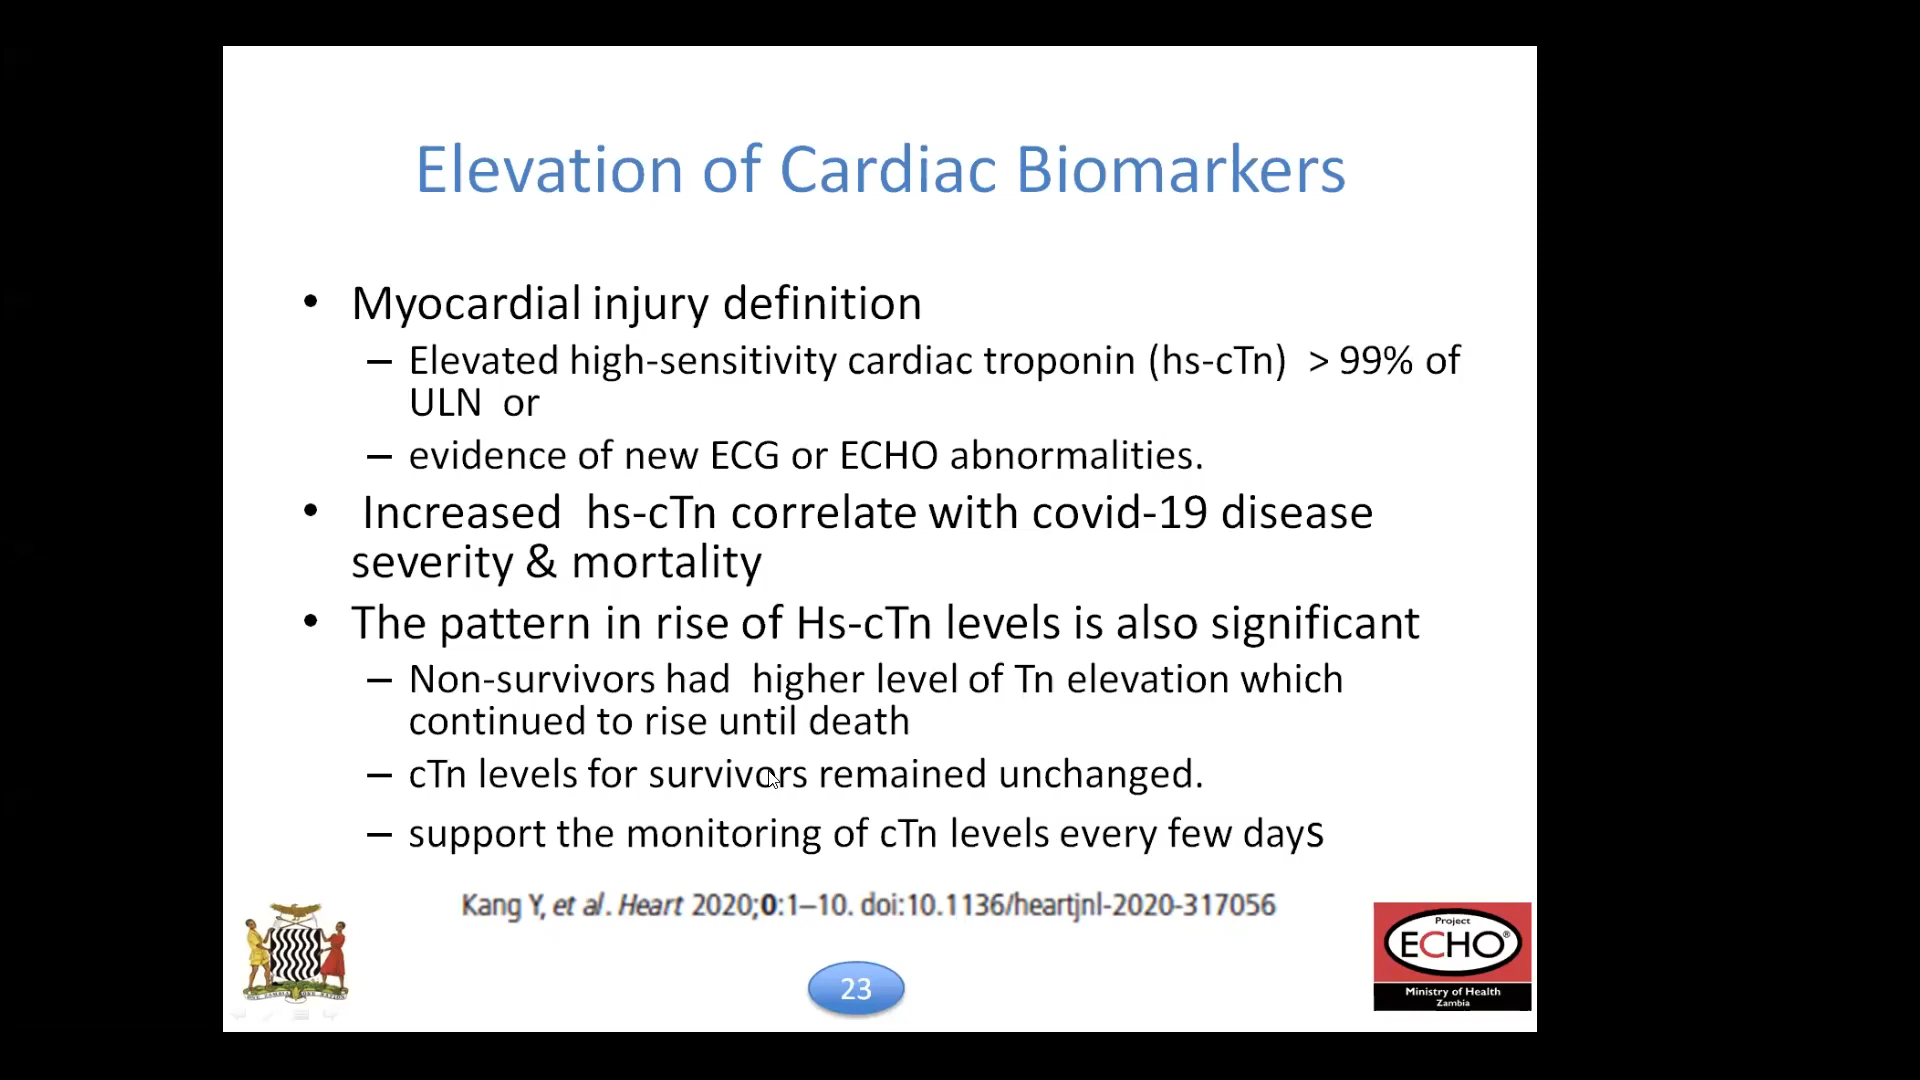 Elevation of Cardiac Biomarkers
• Myocardial injury definition
– Elevated high-sensitivity cardiac troponin (hs-cTn) > 99% of
ULN or
– evidence of new ECG or ECHO abnormalities.
• Increased hs-cTn correlate with covid-19 disease
severity & mortality
• The pattern in rise of Hs-cTn levels is also significant
– Non-survivors had higher level of Tn elevation which
continued to rise until death
– cTn levels for survivors remained unchanged.
– support the monitoring of cTn levels every few days
Kang Y, et al. Heart 2020;0:1–10. doi:10.1136/heartjnl-2020-317056
ONE ZAMBIA ONE NATION
23
Project
ECHO®
Ministry of Health
Zambia